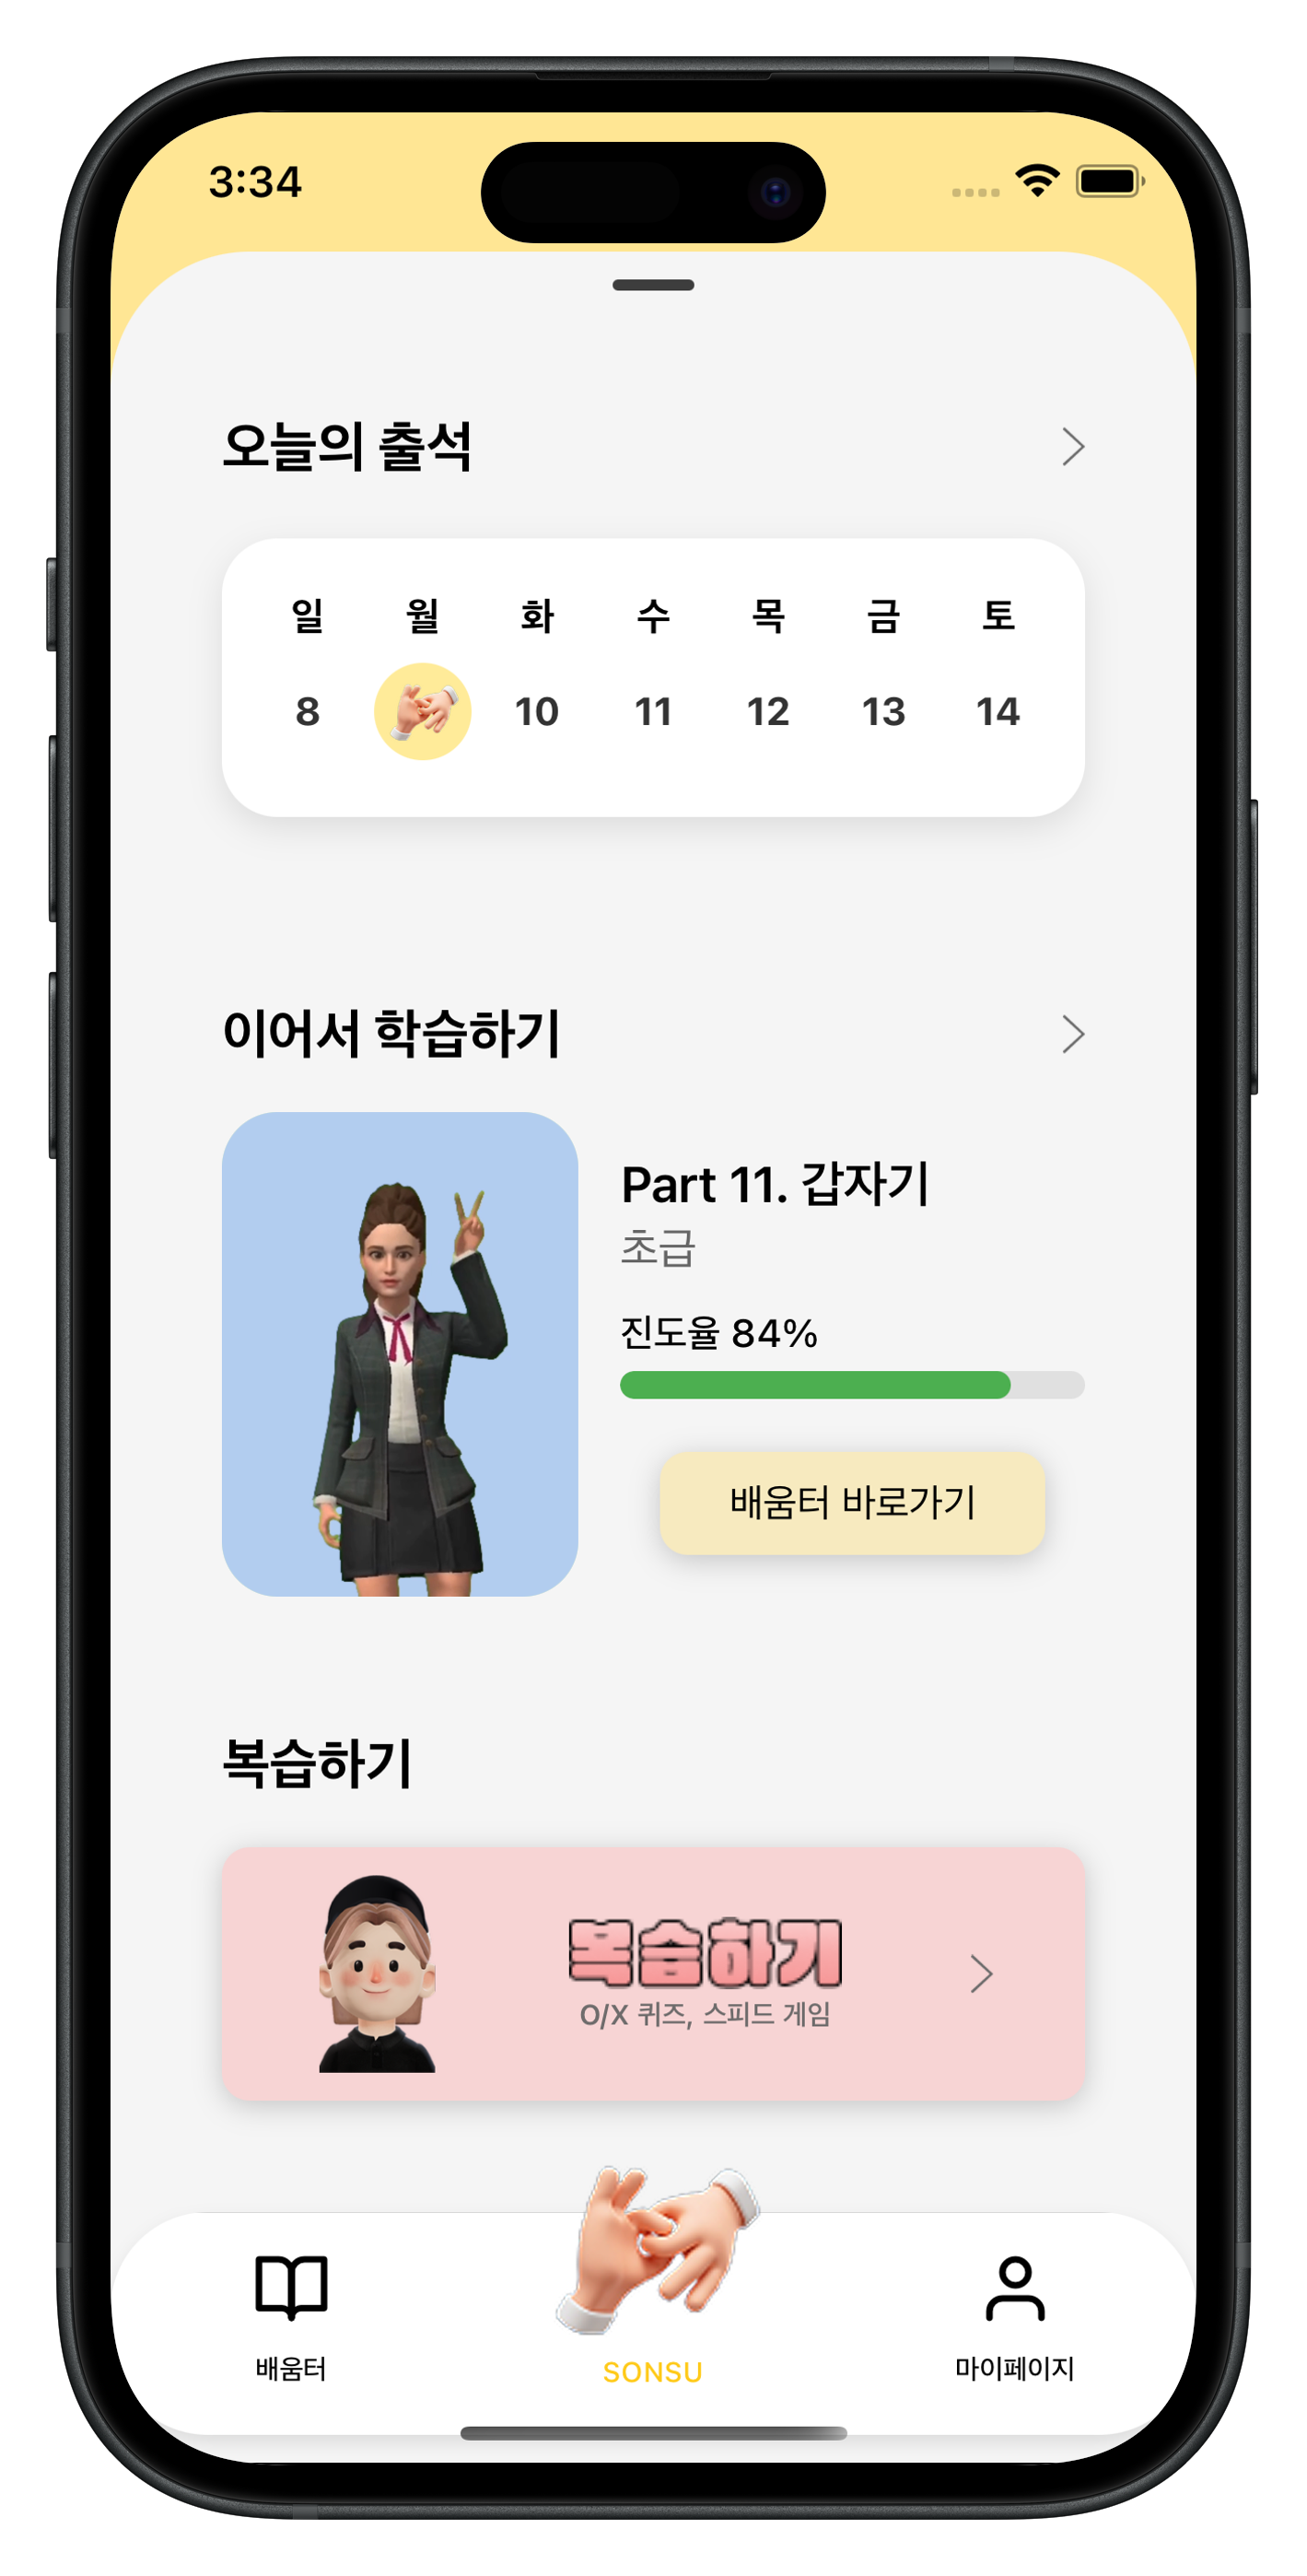 3:34
오늘의 출석
일 월 화 수 목 금 토
8 10 11 12 13 14
이어서 학습하기
Part 11. 갑자기
초급
진도율 84%
배움터 바로가기
복습하기
복습하기
O/X 퀴즈, 스피드 게임
배움터 SONSU 마이페이지